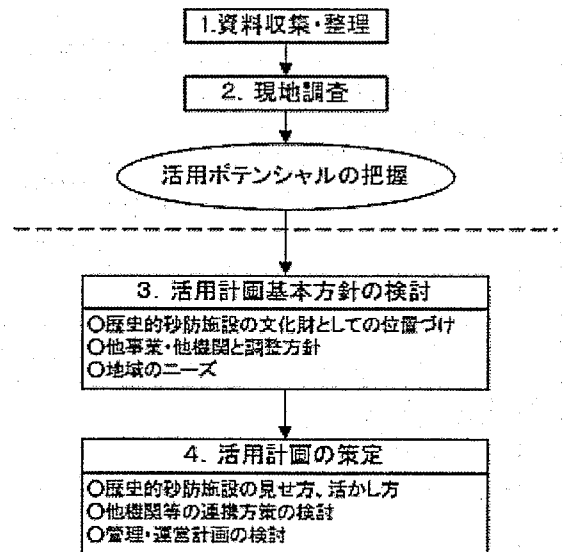 1.資料収集・整理
2. 現地調査
活用ポテンシャルの把握
3. 活用計画基本方針の検討
〇歴史的砂防施設の文化財としての位置づけ
〇他事業・他機関と調整方針
〇地域のニーズ
4. 活用計画の策定
〇歴史的砂防施設の見せ方、活かし方
〇他機関等の連携方策の検討
〇管理・運営計画の検討